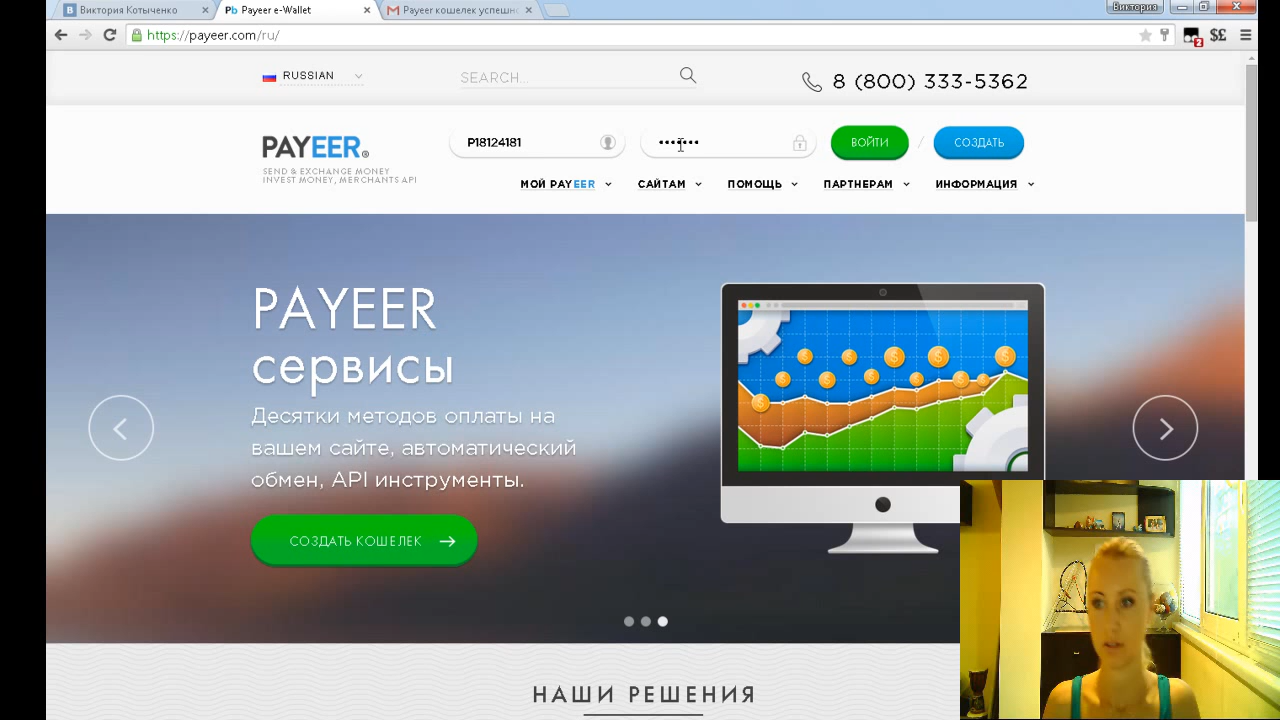 Виктория Котыченко
Payeer e-Wallet
Payeer кошелек успешно
Виктория
https://payeer.com/ru/
2
$£
RUSSIAN
SEARCH...
8 (800) 333-5362
PAYEER®
SEND & EXCHANGE MONEY
INVEST MONEY, MERCHANTS API
P18124181
ВОЙТИ
/
СОЗДАТЬ
МОЙ PAYEER
САЙТАМ
ПОМОЩЬ
ПАРТНЕРАМ
ИНФОРМАЦИЯ
PAYEER
сервисы
Десятки методов оплаты на
вашем сайте, автоматический
обмен, API инструменты.
СОЗДАТЬ КОШЕЛЕК
НАШИ РЕШЕНИЯ